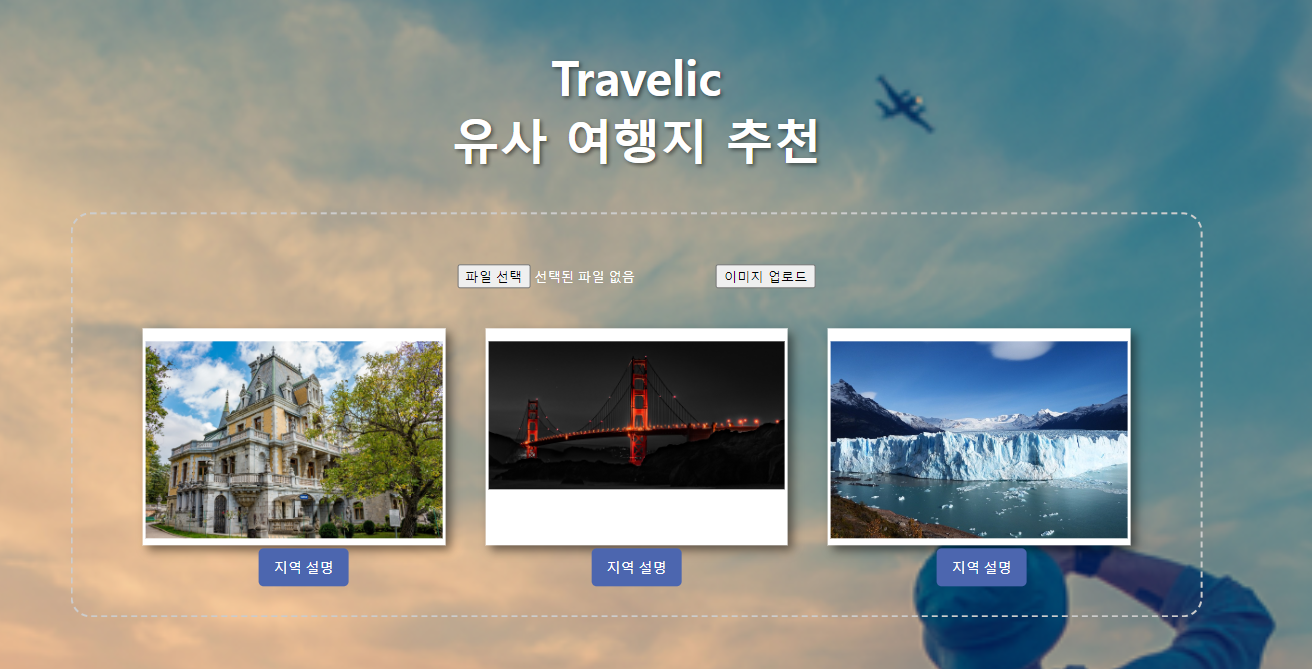 Travelic
유사 여행지 추천
파일 선택 선택된 파일 없음 이미지 업로드
지역 설명 지역 설명 지역 설명